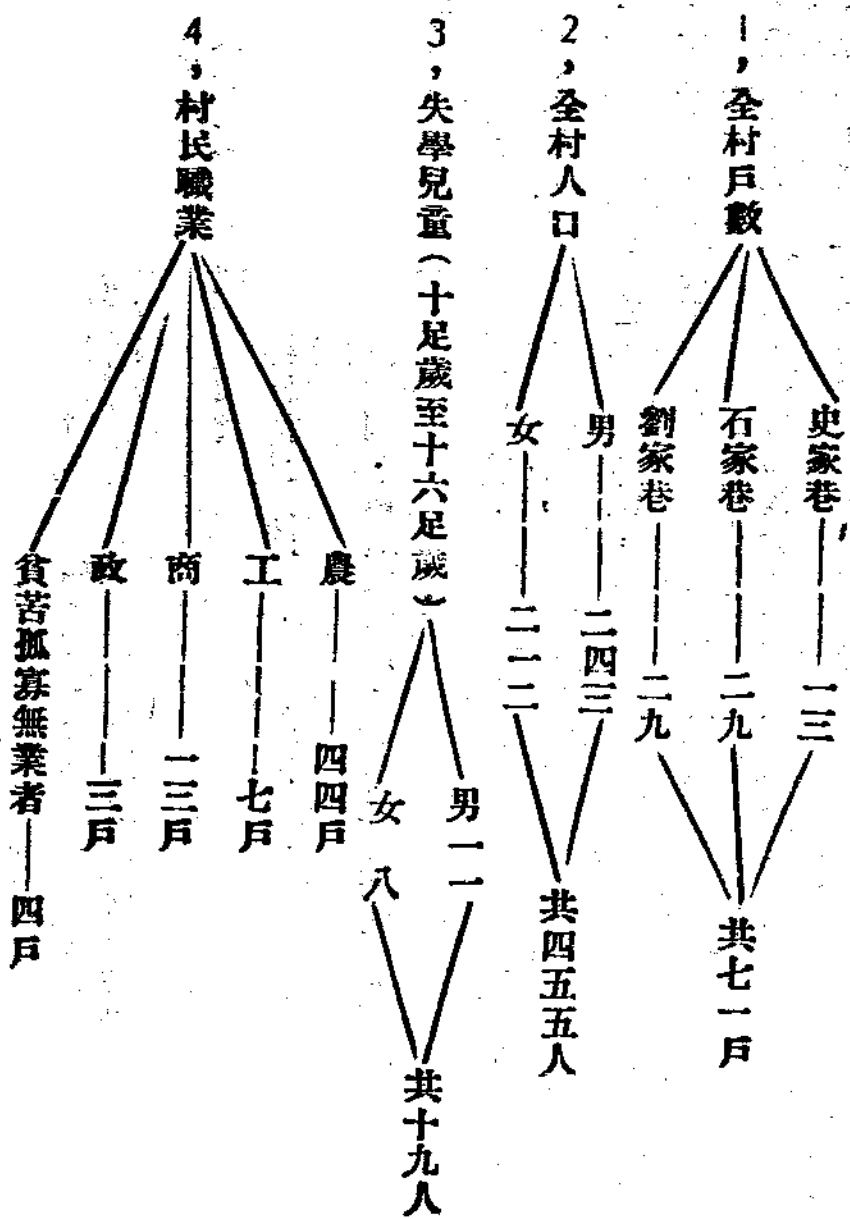 1，全村戶數
史家巷——一三
石家巷——二九
劉家巷——二九
共七一戶
2，全村人口
男——二四三
女——二一二
共四五五人
3，失學兒童（十足歲至十六足歲）
男一一
女 八
共十九人
4，村民職業
農——四四戶
工——七戶
商——一三戶
政——三戶
貧苦孤寡無業者——四戶